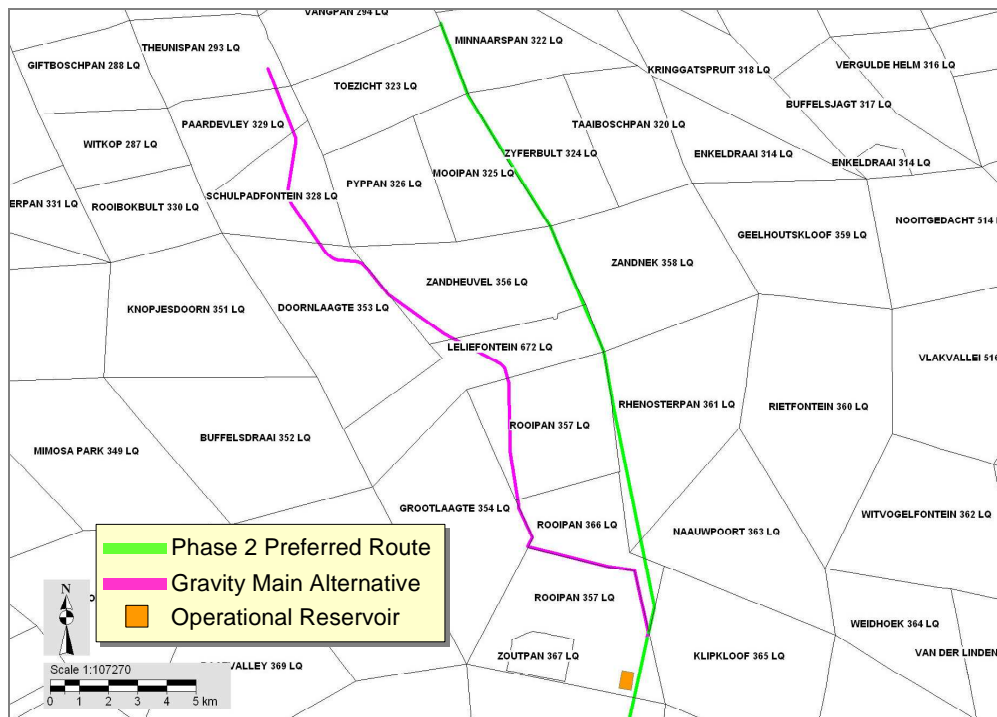 VANGPAN 294 LQ
THEUNISPAN 293 LQ
MINNAARSPAN 322 LQ
GIFTBOSCHPAN 288 LQ
TOEZICHT 323 LQ
KRINGGATSPRUIT 318 LQ
VERGULDE HELM 316 LQ
BUFFELSJAGT 317 LQ
PAARDEVLEY 329 LQ
TAAIBOSCHPAN 320 LQ
WITKOP 287 LQ
ZYFERBULT 324 LQ
ENKELDRAAI 314 LQ
ENKELDRAAI 314 LQ
MOOIPAN 325 LQ
PYPPAN 326 LQ
SCHULPADFONTEIN 328 LQ
ERPAN 331 LQ
ROOIBOKBULT 330 LQ
NOOITGEDACHT 514
GEELHOUTSKLOOF 359 LQ
ZANDNEK 358 LQ
ZANDHEUVEL 356 LQ
KNOPJESDOORN 351 LQ
DOORNLAAGTE 353 LQ
LELIEFONTEIN 672 LQ
VLAKVALLEI 516
RHENOSTERPAN 361 LQ
RIETFONTEIN 360 LQ
ROOIPAN 357 LQ
BUFFELSDRAAI 352 LQ
MIMOSA PARK 349 LQ
GROOTLAAGTE 354 LQ
WITVOGELFONTEIN 362 LQ
ROOIPAN 366 LQ
NAAUWPOORT 363 LQ
Phase 2 Preferred Route
Gravity Main Alternative
Operational Reservoir
ROOIPAN 357 LQ
WEIDHOEK 364 LQ
VAN DER LINDEN
ZOUTPAN 367 LQ
KLIPKLOOF 365 LQ
VALLEY 369 LQ
N
Scale 1:107270
0 1 2 3 4 5 km